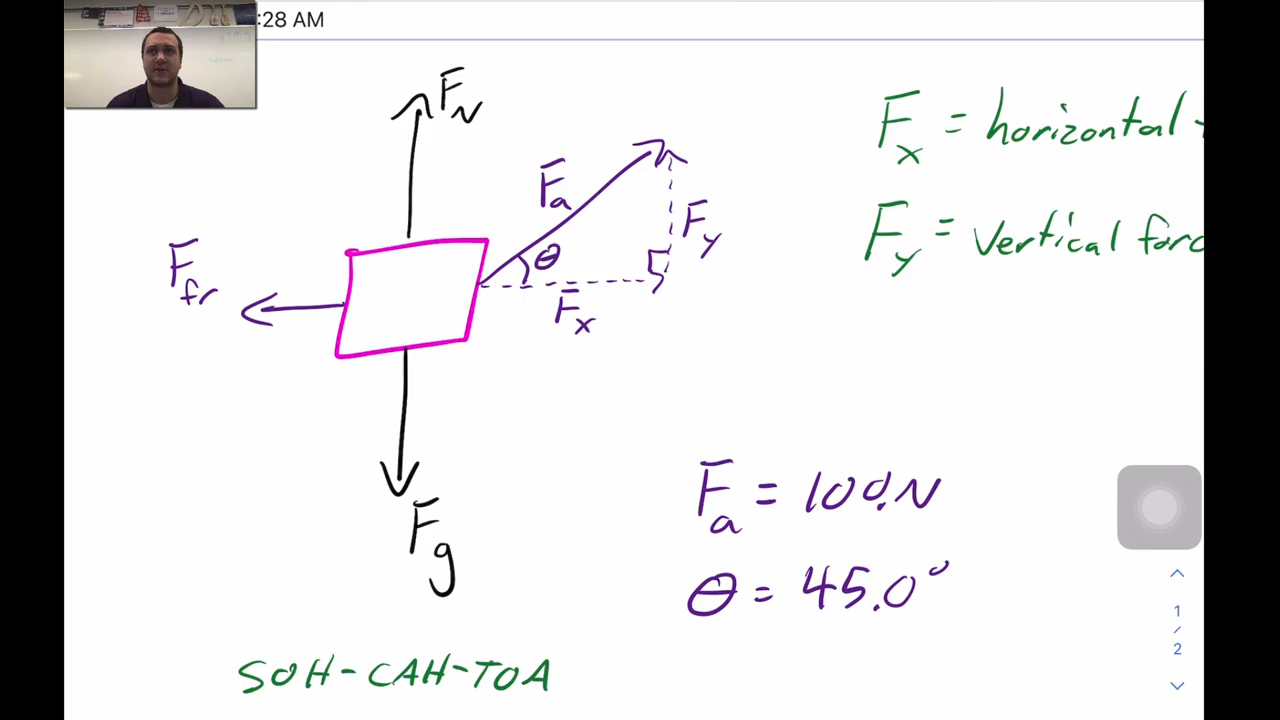 :28 AM
F_N
F_x = horizontal
F_a
F_y
F_y = vertical forc
θ
F_fr
F_x
F_a = 100.N
F_g
θ = 45.0°
1
/
2
SOH-CAH-TOA